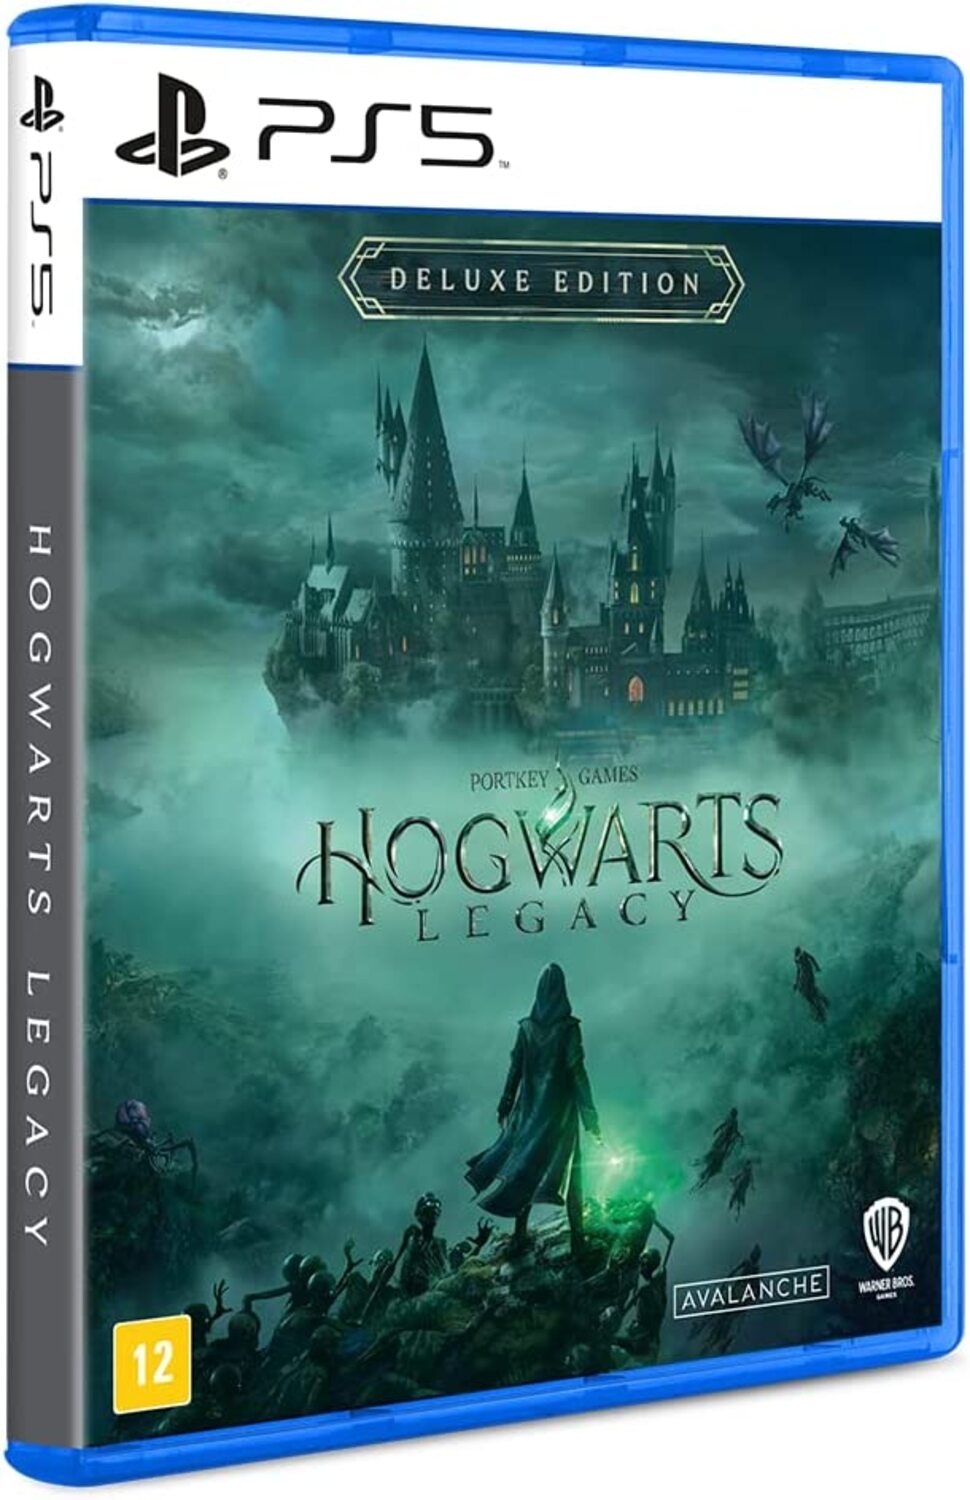 PS5
PS5
DELUXE EDITION
PORTKEY GAMES
HOGWARTS
LEGACY
HOGWARTS LEGACY
AVALANCHE
WB
WARNER BROS.
GAMES
12